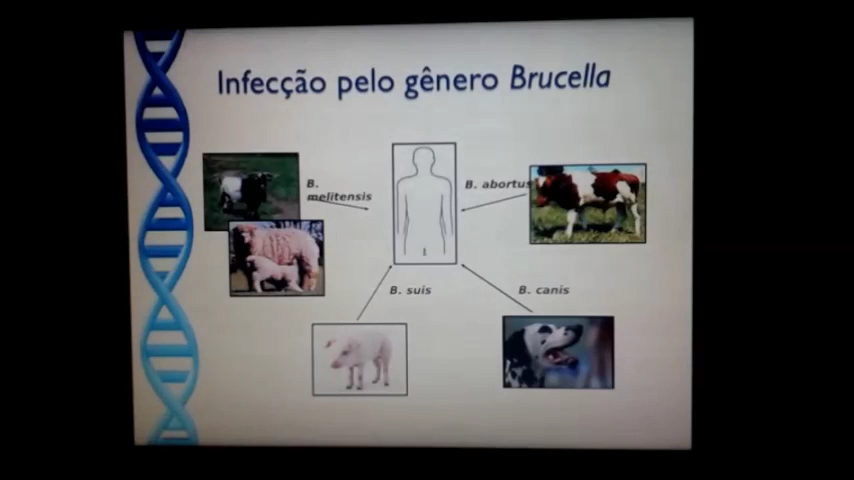 Infecção pelo gênero Brucella
B.
melitensis
B. abortus
B. suis
B. canis